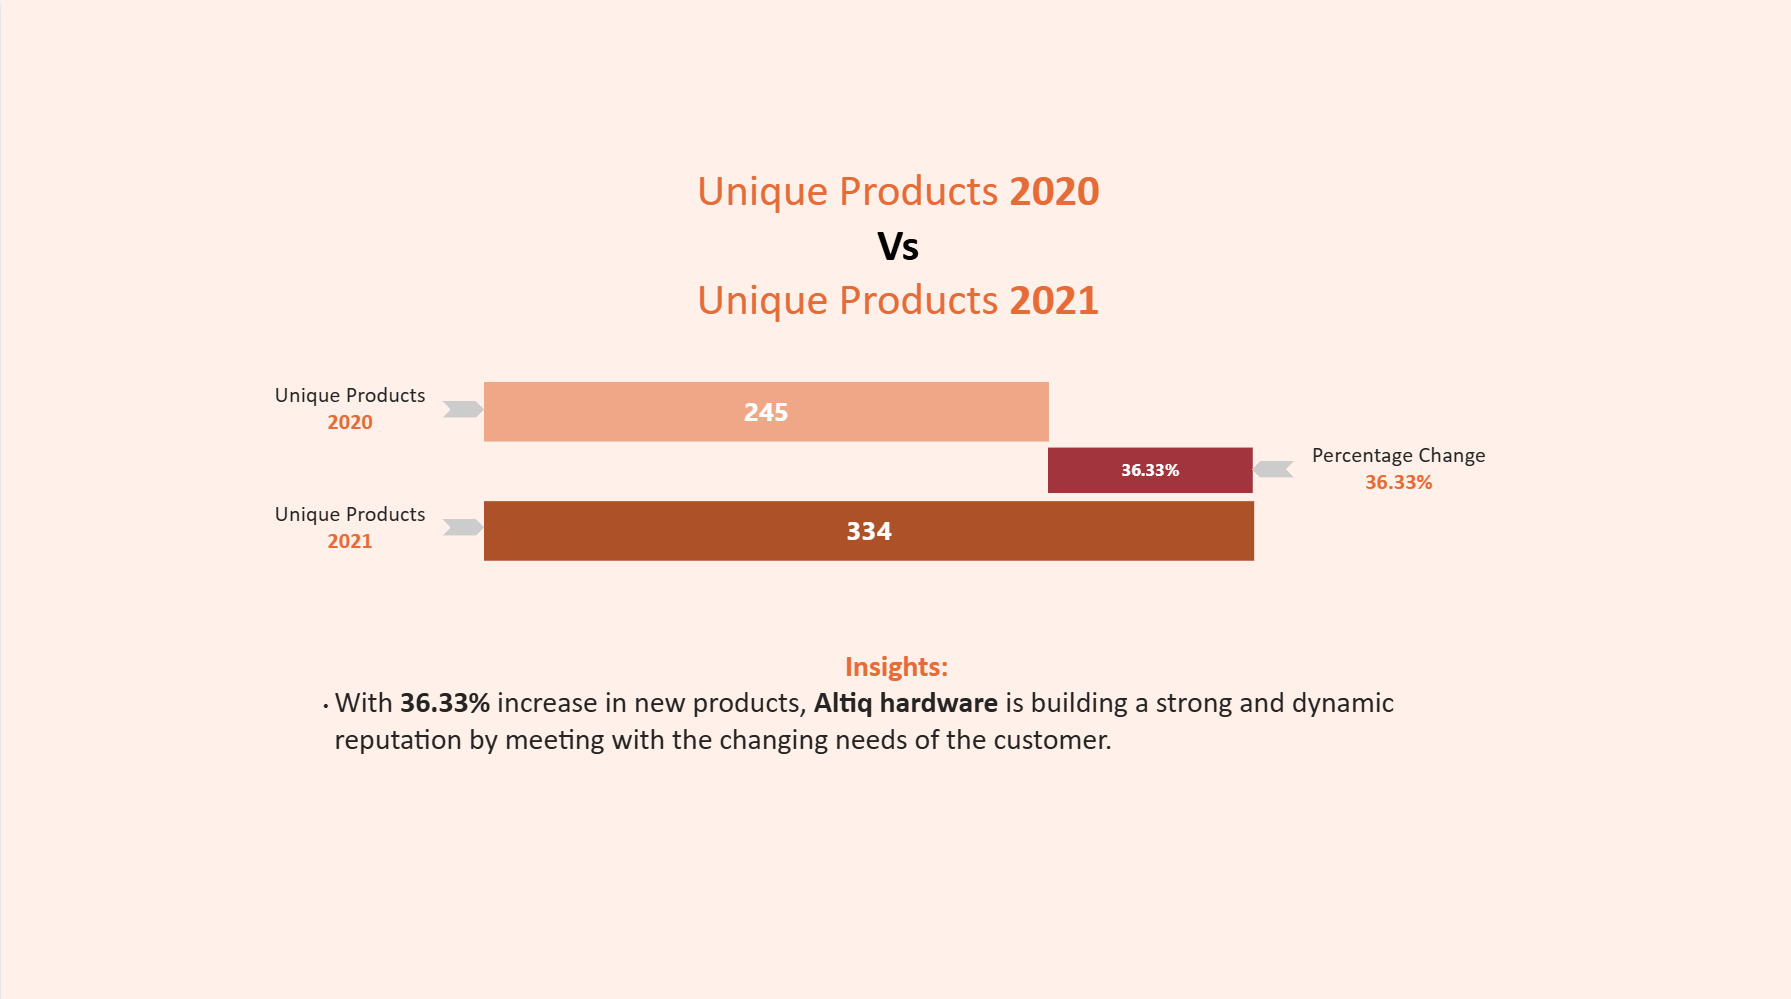 Unique Products 2020
Vs
Unique Products 2021
Unique Products
2020
245
36.33%
Percentage Change
36.33%
Unique Products
2021
334
Insights:
· With 36.33% increase in new products, Altiq hardware is building a strong and dynamic
reputation by meeting with the changing needs of the customer.